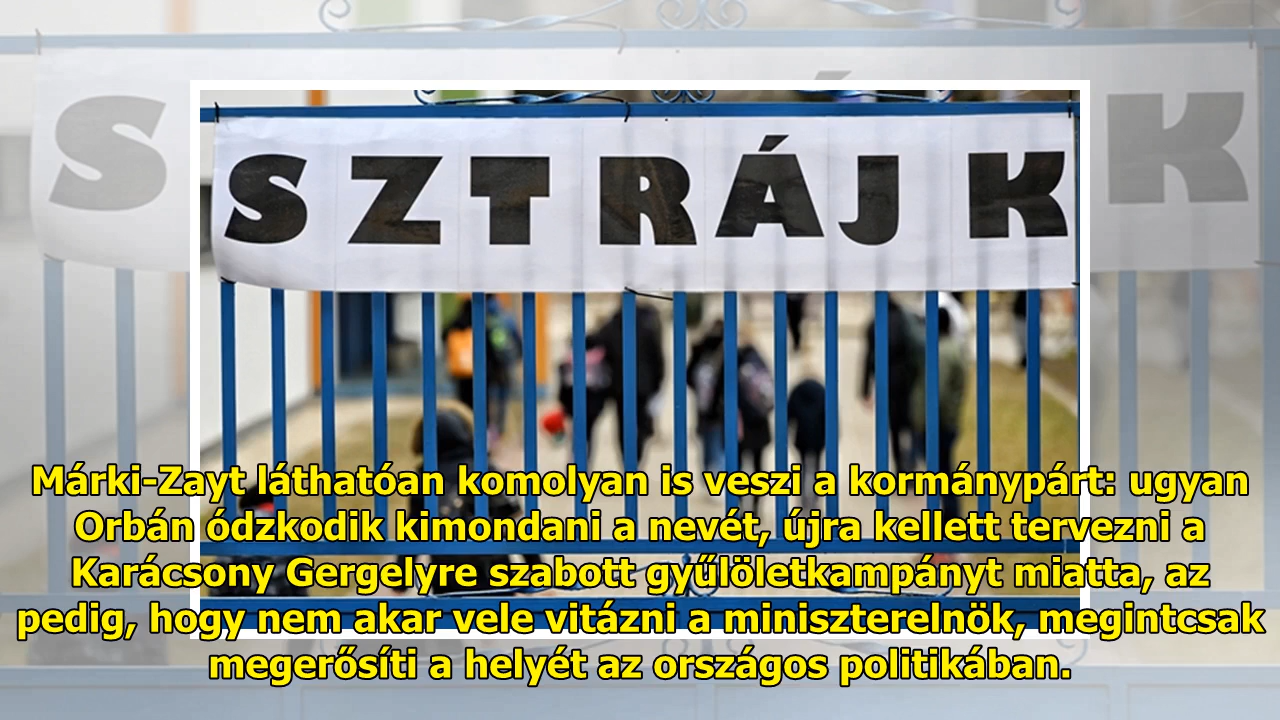 SZTRÁJK
Márki-Zayt láthatóan komolyan is veszi a kormánypárt: ugyan
Orbán ódzkodik kimondani a nevét, újra kellett tervezni a
Karácsony Gergelyre szabott gyűlöletkampányt miatta, az
pedig, hogy nem akar vele vitázni a miniszterelnök, megintcsak
megerősíti a helyét az országos politikában.